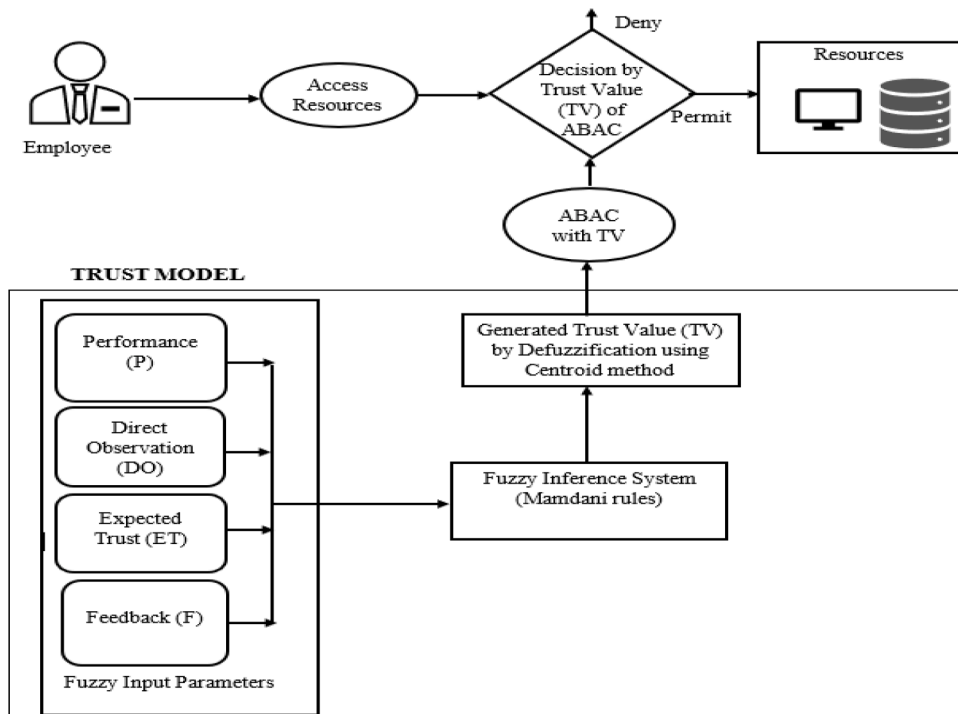 Deny
Resources
Decision by
Trust Value
(TV) of
ABAC
Access
Resources
Permit
Employee
ABAC
with TV
TRUST MODEL
Generated Trust Value (TV)
by Defuzzification using
Centroid method
Performance
(P)
Direct
Observation
(DO)
Fuzzy Inference System
(Mamdani rules)
Expected
Trust (ET)
Feedback (F)
Fuzzy Input Parameters